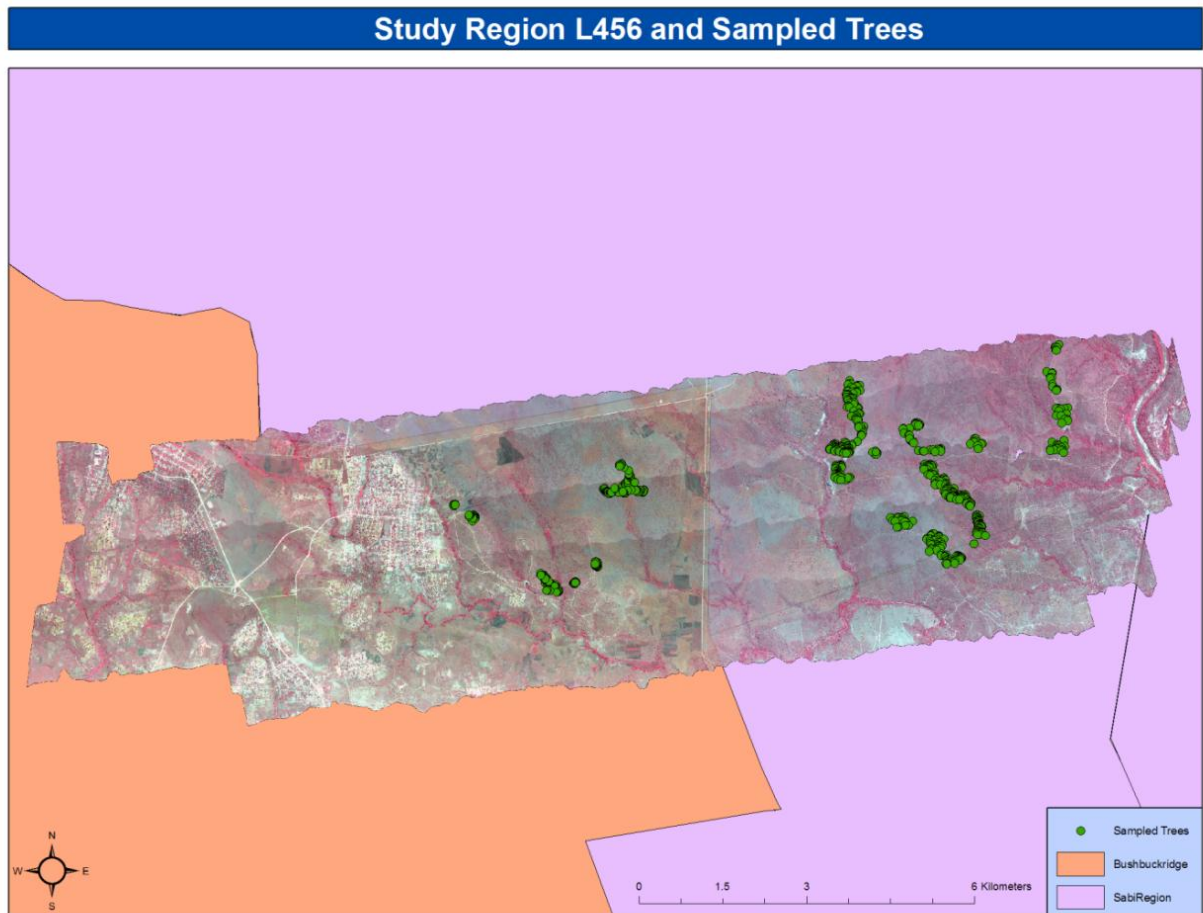 Study Region L456 and Sampled Trees
N
W E
S
0 1.5 3 6 Kilometers
Sampled Trees
Bushbuckridge
SabiRegion